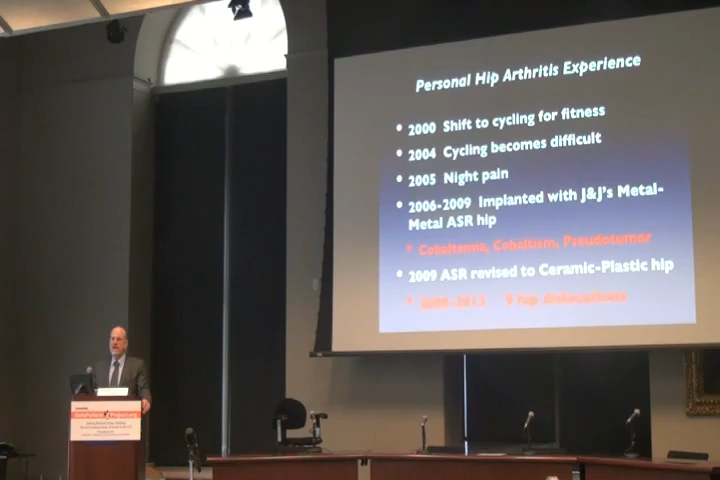 Personal Hip Arthritis Experience
• 2000 Shift to cycling for fitness
• 2004 Cycling becomes difficult
• 2005 Night pain
• 2006-2009 Implanted with J&J's Metal-
Metal ASR hip
• Cobaltemia, Cobaltism, Pseudotumor
• 2009 ASR revised to Ceramic-Plastic hip
• hip dislocations